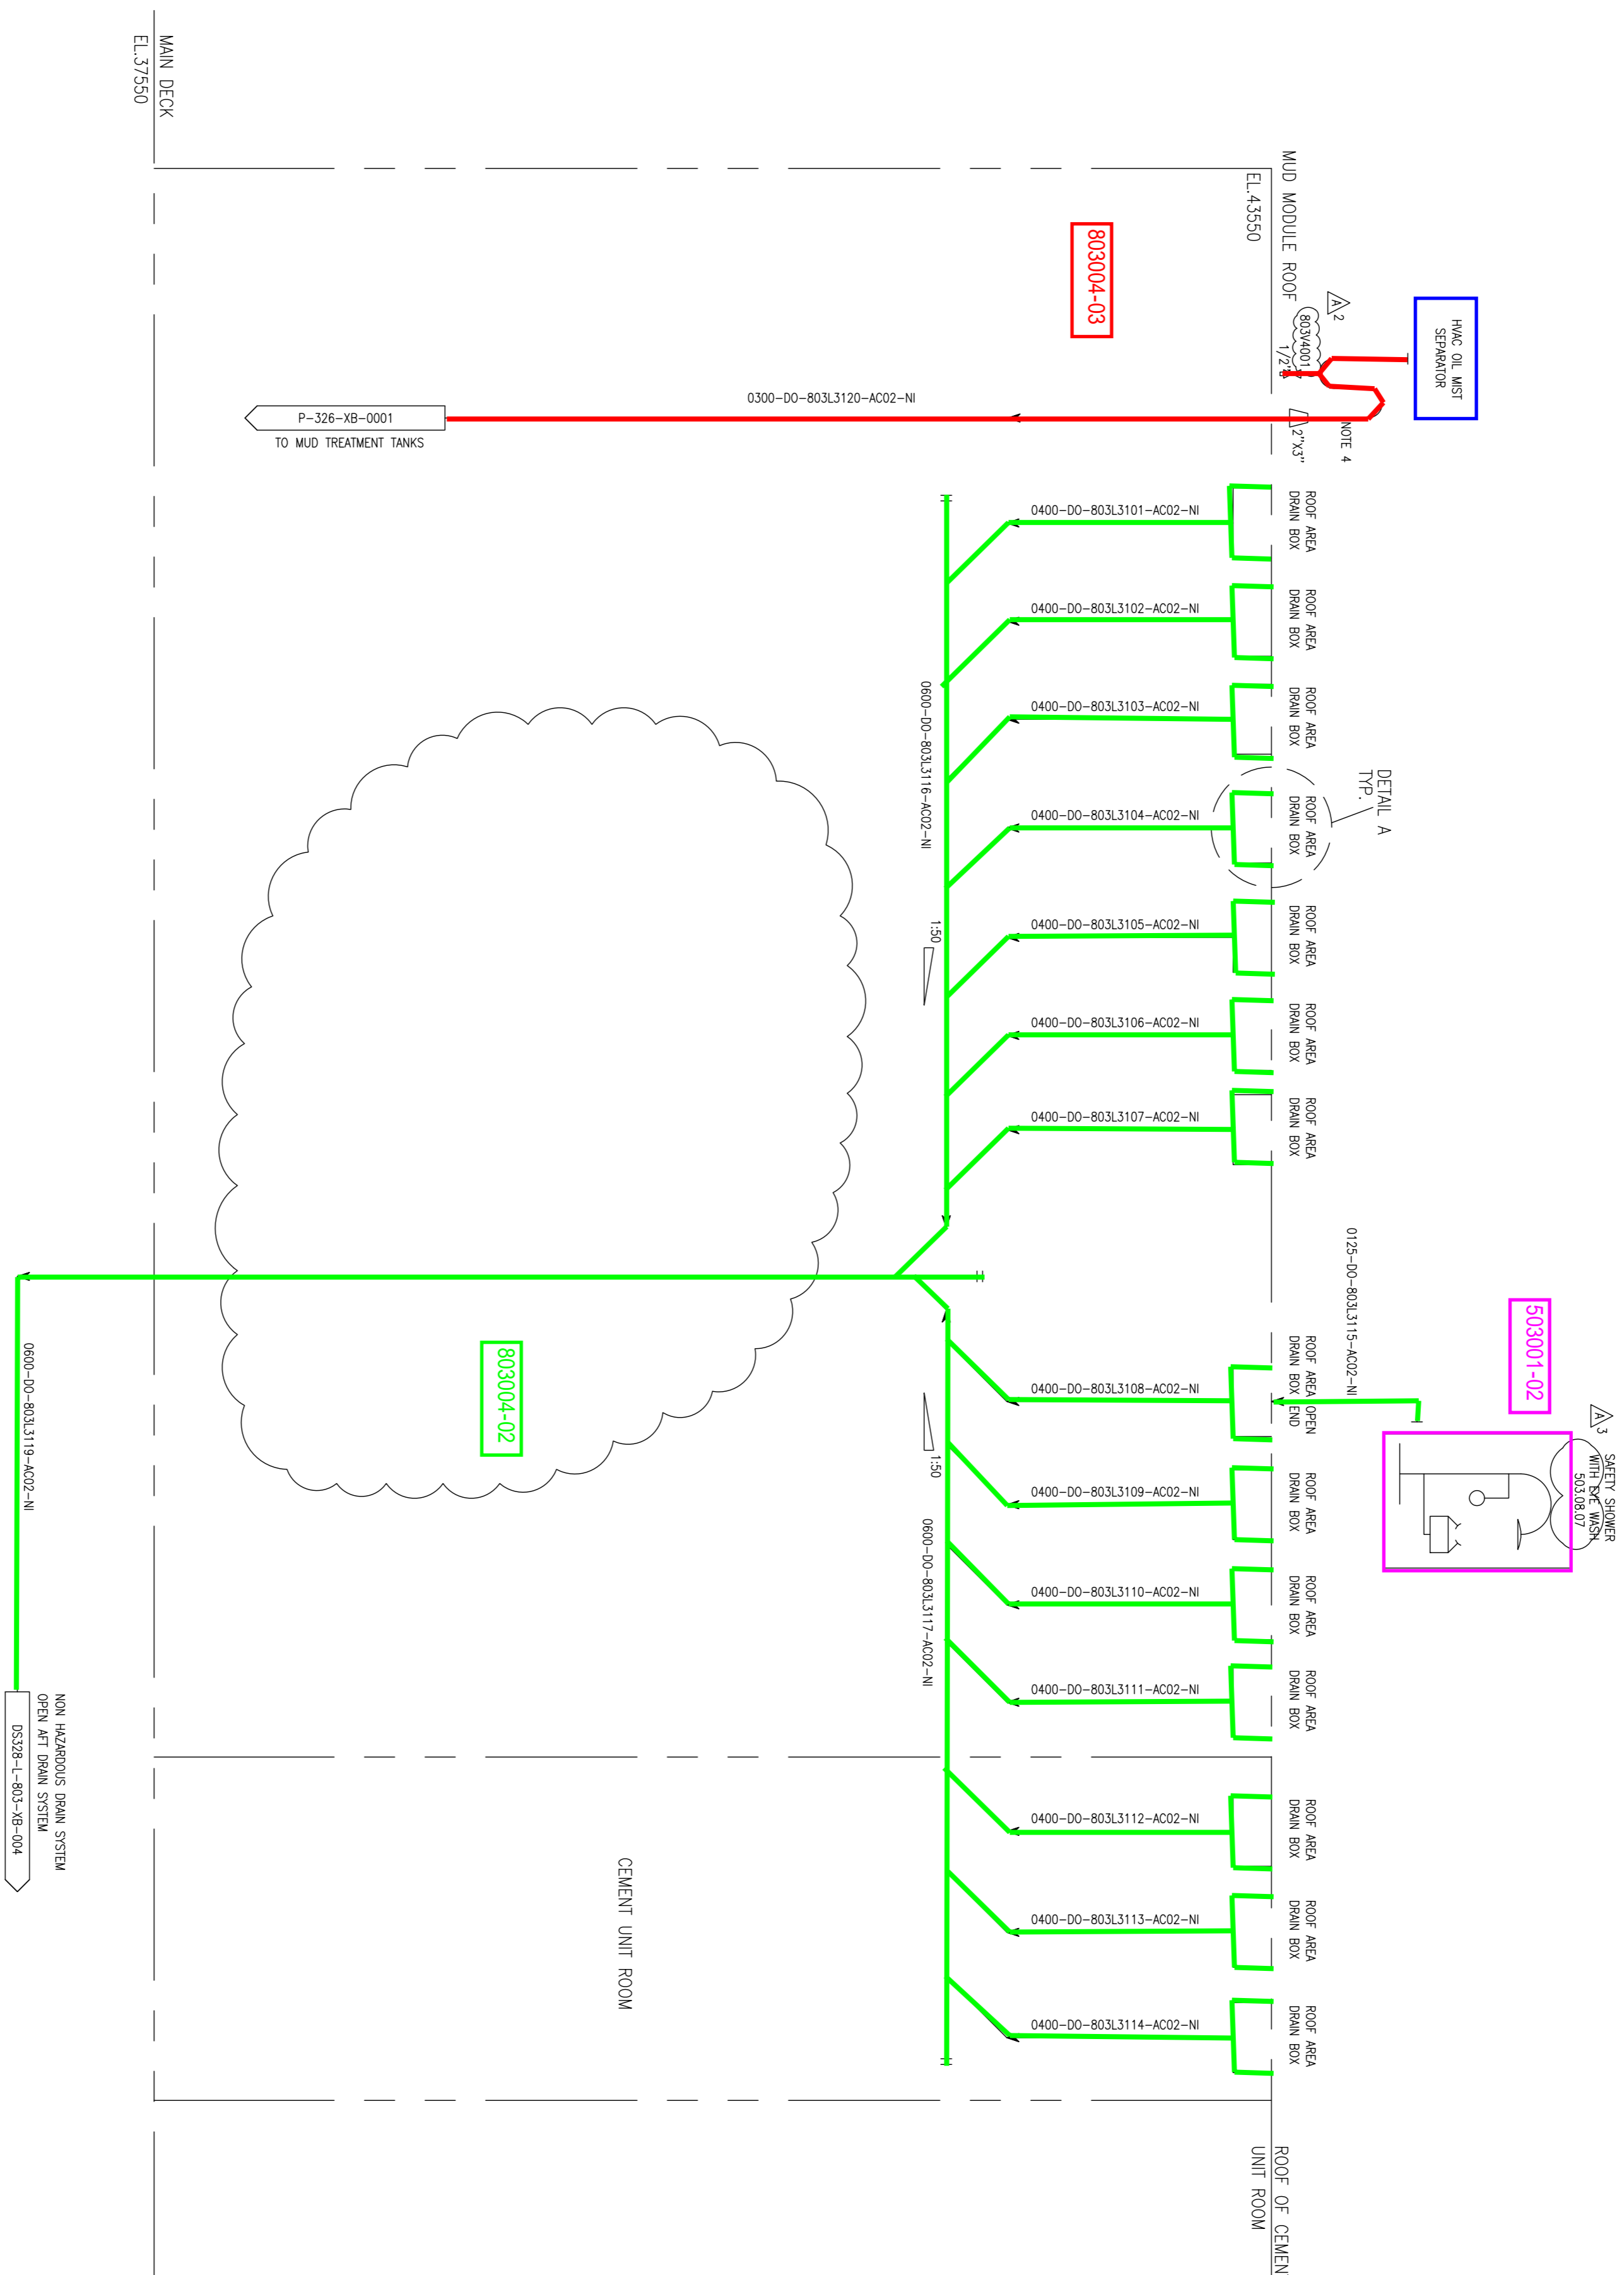 SAFETY SHOWER
WITH EYE WASH
503.08.07
A 3
503001-02
HVAC OIL MIST
SEPARATOR
A 2
803V4001
1/2"
NOTE 4
2"X3"
DETAIL A
TYP.
0125-DO-803L3115-AC02-NI
MUD MODULE ROOF
EL.43550
ROOF AREA
DRAIN BOX
ROOF AREA
DRAIN BOX
ROOF AREA
DRAIN BOX
ROOF AREA
DRAIN BOX
ROOF AREA
DRAIN BOX
ROOF AREA
DRAIN BOX
ROOF AREA
DRAIN BOX
ROOF AREA OPEN
DRAIN BOX END
ROOF AREA
DRAIN BOX
ROOF AREA
DRAIN BOX
ROOF AREA
DRAIN BOX
ROOF AREA
DRAIN BOX
ROOF AREA
DRAIN BOX
ROOF AREA
DRAIN BOX
ROOF OF CEMEN
UNIT ROOM
803004-03
0300-DO-803L3120-AC02-NI
0400-DO-803L3101-AC02-NI
0400-DO-803L3102-AC02-NI
0400-DO-803L3103-AC02-NI
0400-DO-803L3104-AC02-NI
0400-DO-803L3105-AC02-NI
0400-DO-803L3106-AC02-NI
0400-DO-803L3107-AC02-NI
0400-DO-803L3108-AC02-NI
0400-DO-803L3109-AC02-NI
0400-DO-803L3110-AC02-NI
0400-DO-803L3111-AC02-NI
0400-DO-803L3112-AC02-NI
0400-DO-803L3113-AC02-NI
0400-DO-803L3114-AC02-NI
0600-DO-803L3116-AC02-NI
1:50
1:50
0600-DO-803L3117-AC02-NI
CEMENT UNIT ROOM
803004-02
P-326-XB-0001
TO MUD TREATMENT TANKS
MAIN DECK
EL.37550
0600-DO-803L3119-AC02-NI
NON HAZARDOUS DRAIN SYSTEM
OPEN AFT DRAIN SYSTEM
DS328-L-803-XB-004